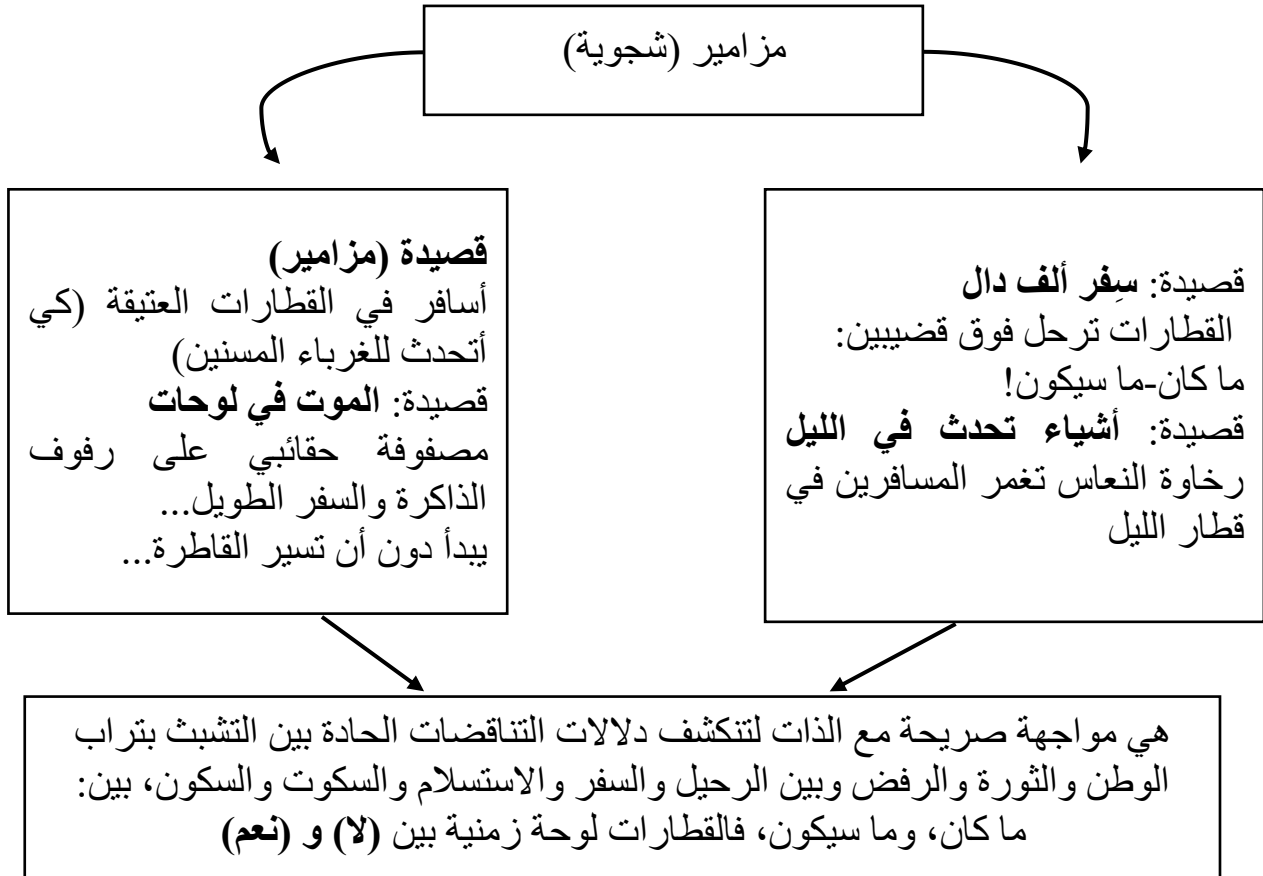 مزامير (شجوية)
قصيدة: سِفر ألف دال
القطارات ترحل فوق قضيبين:
ما كان-ما سيكون!
قصيدة: أشياء تحدث في الليل
رخاوة النعاس تغمر المسافرين في
قطار الليل
قصيدة (مزامير)
أسافر في القطارات العتيقة (كي
أتحدث للغرباء المسنين)
قصيدة: الموت في لوحات
مصفوفة حقائبي على رفوف
الذاكرة والسفر الطويل...
يبدأ دون أن تسير القاطرة...
هي مواجهة صريحة مع الذات لتنكشف دلالات التناقضات الحادة بين التشبث بتراب
الوطن والثورة والرفض وبين الرحيل والسفر والاستسلام والسكوت والسكون، بين:
ما كان، وما سيكون، فالقطارات لوحة زمنية بين (لا) و (نعم)